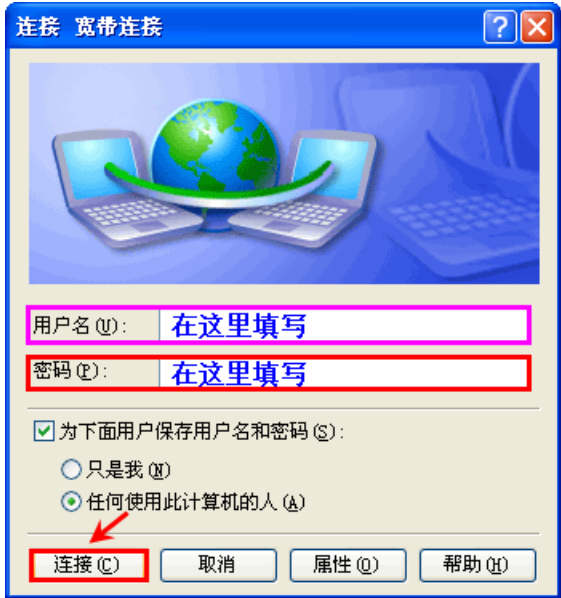 连接 宽带连接
用户名(U): 在这里填写
密码(P): 在这里填写
为下面用户保存用户名和密码(S):
只是我(N)
任何使用此计算机的人(A)
连接(C) 取消 属性(O) 帮助(H)